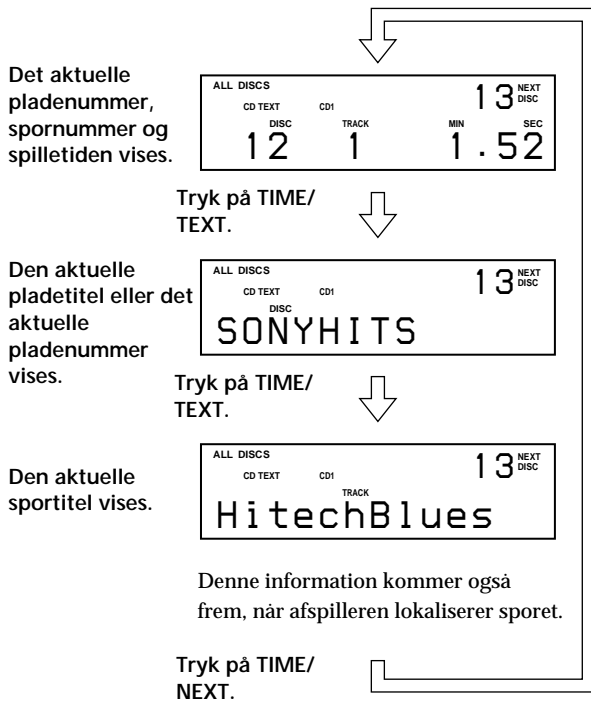 Det aktuelle
pladenummer,
spornummer og
spilletiden vises.
ALL DISCS
CD TEXT CD1
13 NEXT DISC
DISC TRACK MIN SEC
12 1 1.52
Tryk på TIME/
TEXT.
Den aktuelle
pladetitel eller det
aktuelle
pladenummer
vises.
ALL DISCS
CD TEXT CD1
13 NEXT DISC
DISC
SONYHITS
Tryk på TIME/
TEXT.
Den aktuelle
sportitel vises.
ALL DISCS
CD TEXT CD1
13 NEXT DISC
TRACK
HitechBlues
Denne information kommer også
frem, når afspilleren lokaliserer sporet.
Tryk på TIME/
NEXT.